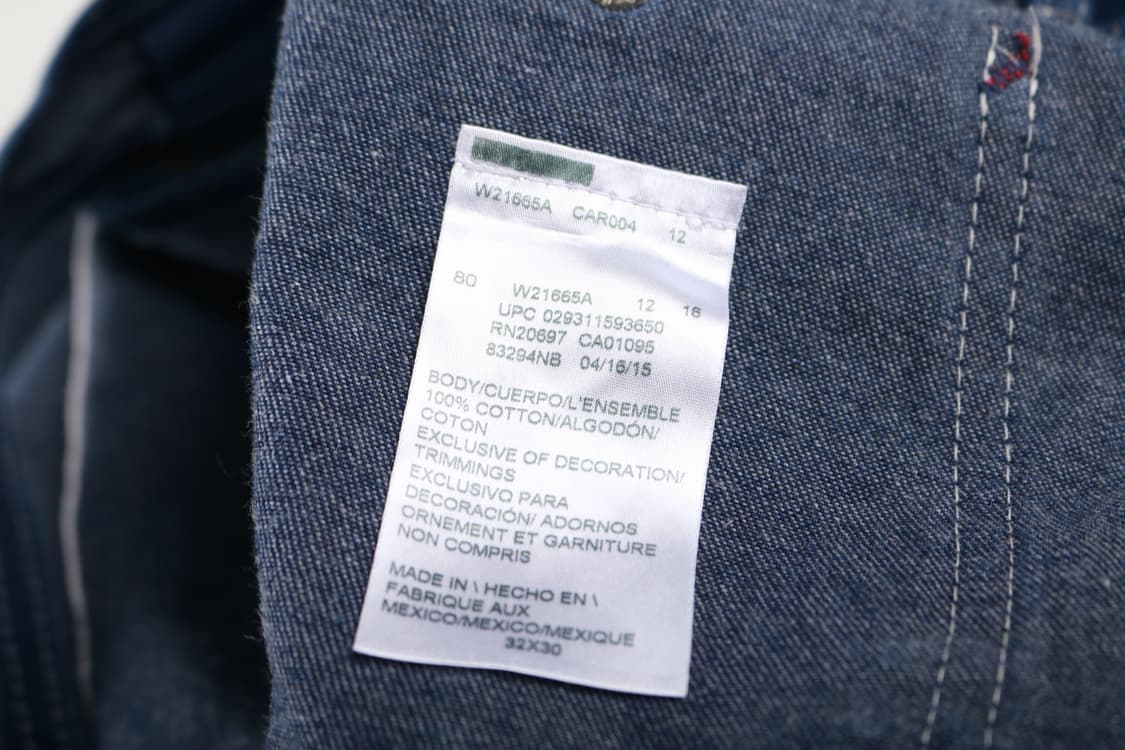 W21665A CAR004 12
80 W21665A 12 16
UPC 029311593650
RN20697 CA01095
83294NB 04/16/15
BODY/CUERPO/L'ENSEMBLE
100% COTTON/ALGODÓN/
COTON
EXCLUSIVE OF DECORATION/
TRIMMINGS
EXCLUSIVO PARA
DECORACIÓN/ ADORNOS
ORNEMENT ET GARNITURE
NON COMPRIS
MADE IN \ HECHO EN \
FABRIQUE AUX
MEXICO/MEXICO/MEXIQUE
32X30